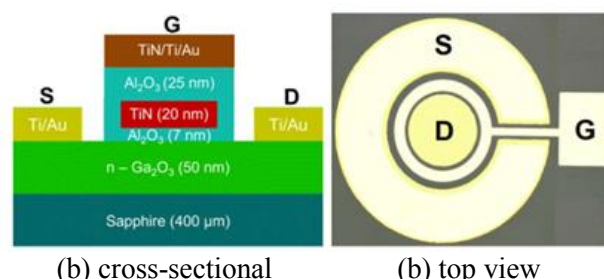 G
TiN/Ti/Au
Al₂O₃ (25 nm)
S
D
TiN (20 nm)
Ti/Au
Ti/Au
Al₂O₃ (7 nm)
n – Ga₂O₃ (50 nm)
Sapphire (400 μm)
(b) cross-sectional
S
D
G
(b) top view